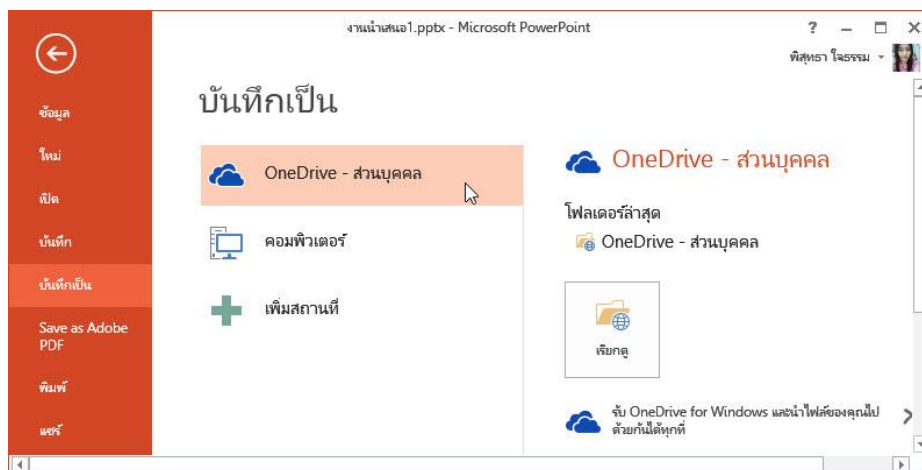 งานนำเสนอ1.pptx - Microsoft PowerPoint
?
พิสุทธา ใจธรรม
ข้อมูล
ใหม่
เปิด
บันทึก
บันทึกเป็น
Save as Adobe
PDF
พิมพ์
แชร์
บันทึกเป็น
OneDrive - ส่วนบุคคล
คอมพิวเตอร์
เพิ่มสถานที่
OneDrive - ส่วนบุคคล
โฟลเดอร์ล่าสุด
OneDrive - ส่วนบุคคล
เรียกดู
รับ OneDrive for Windows และนำไฟล์ของคุณไป
ด้วยกันได้ทุกที่